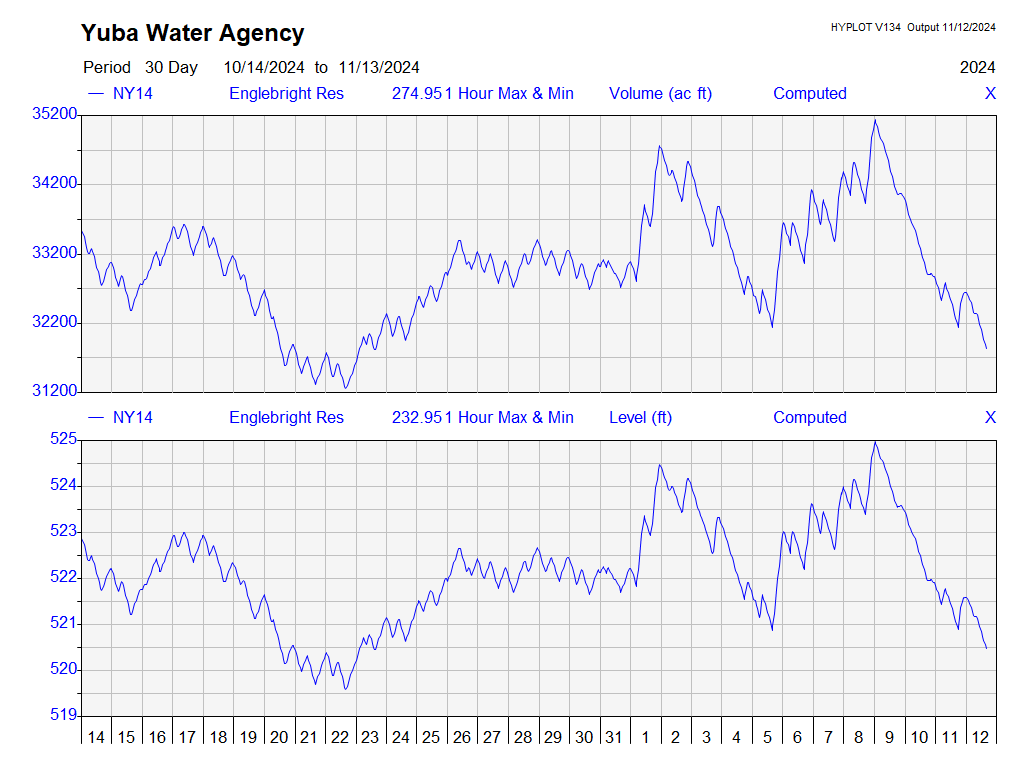 Yuba Water Agency
HYPLOT V134 Output 11/12/2024
Period 30 Day 10/14/2024 to 11/13/2024
2024
NY14 Englebright Res 274.951 Hour Max & Min Volume (ac ft) Computed X
35200
34200
33200
32200
31200
NY14 Englebright Res 232.951 Hour Max & Min Level (ft) Computed X
525
524
523
522
521
520
519
14 15 16 17 18 19 20 21 22 23 24 25 26 27 28 29 30 31 1 2 3 4 5 6 7 8 9 10 11 12